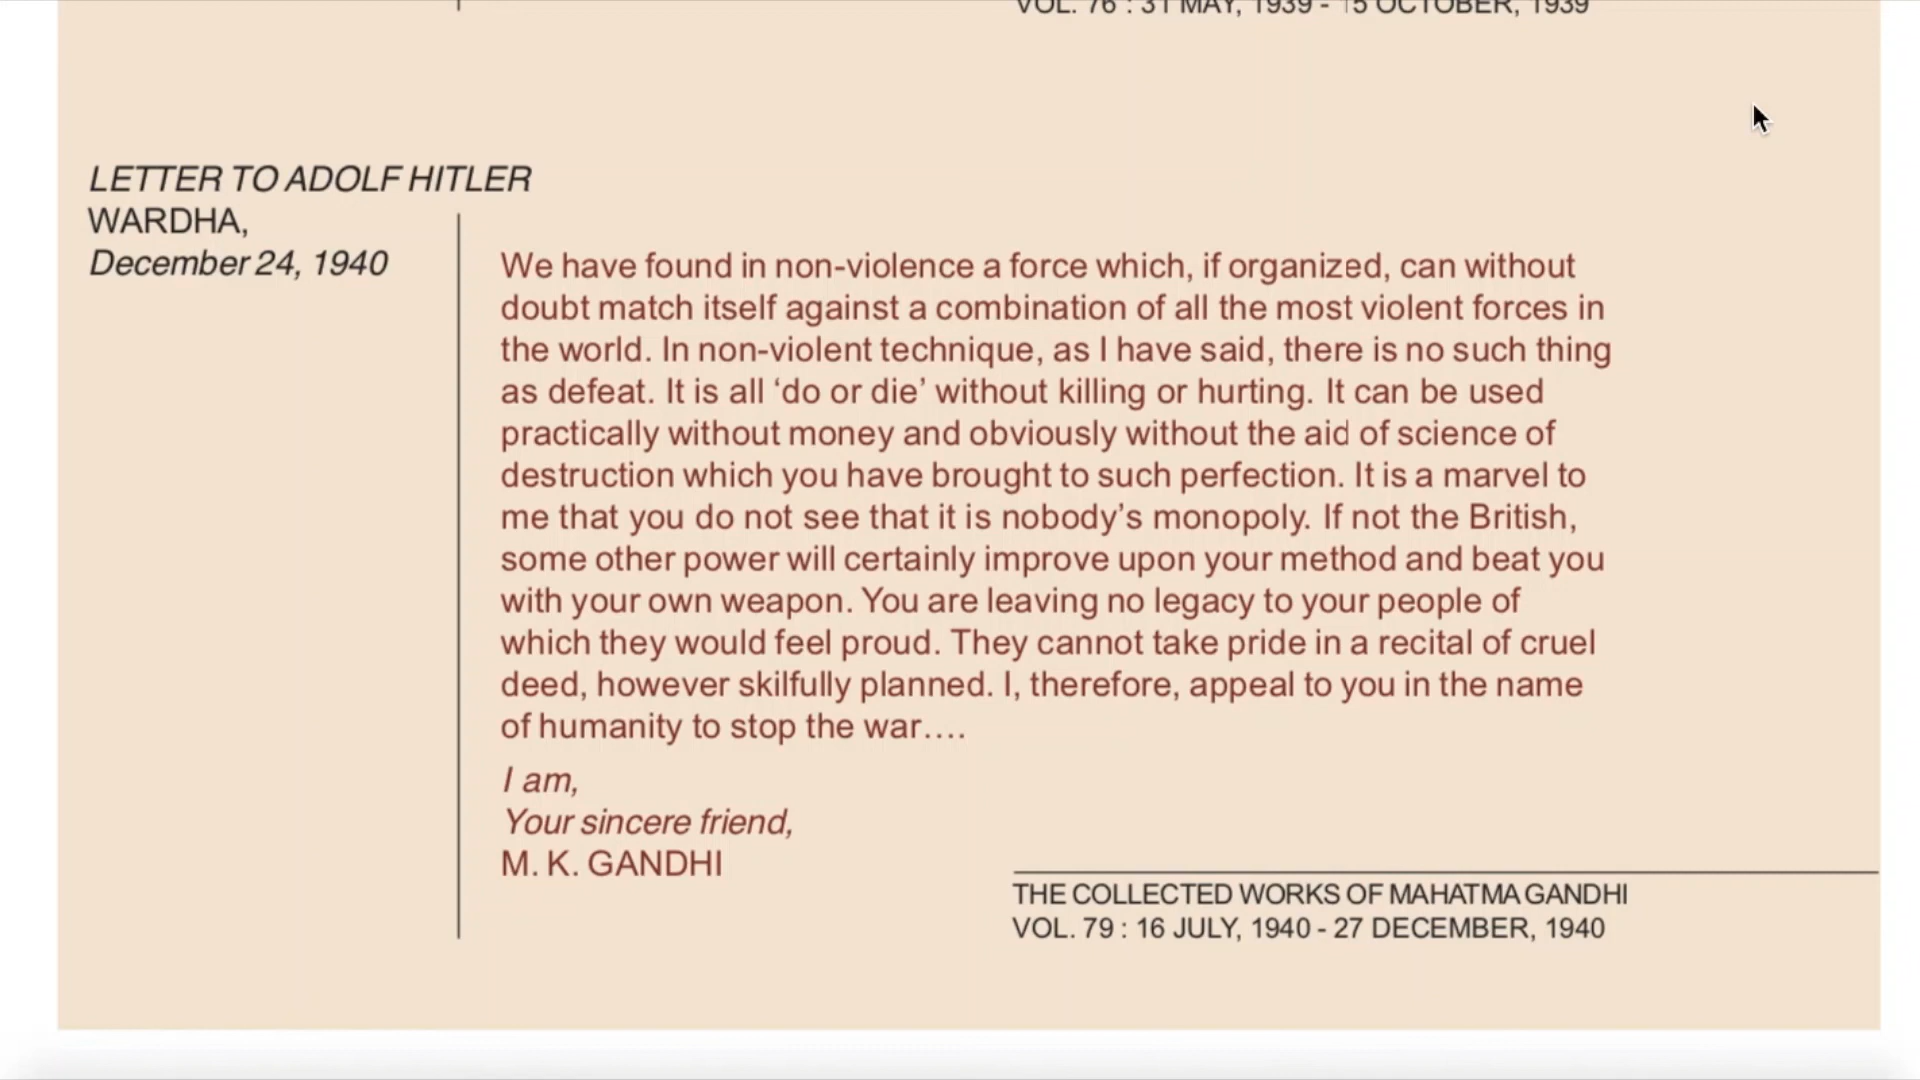 VOL. 76 : 31 MAY, 1939 - 15 OCTOBER, 1939
LETTER TO ADOLF HITLER
WARDHA,
December 24, 1940
We have found in non-violence a force which, if organized, can without
doubt match itself against a combination of all the most violent forces in
the world. In non-violent technique, as I have said, there is no such thing
as defeat. It is all ‘do or die’ without killing or hurting. It can be used
practically without money and obviously without the aid of science of
destruction which you have brought to such perfection. It is a marvel to
me that you do not see that it is nobody’s monopoly. If not the British,
some other power will certainly improve upon your method and beat you
with your own weapon. You are leaving no legacy to your people of
which they would feel proud. They cannot take pride in a recital of cruel
deed, however skilfully planned. I, therefore, appeal to you in the name
of humanity to stop the war....
I am,
Your sincere friend,
M. K. GANDHI
THE COLLECTED WORKS OF MAHATMA GANDHI
VOL. 79 : 16 JULY, 1940 - 27 DECEMBER, 1940